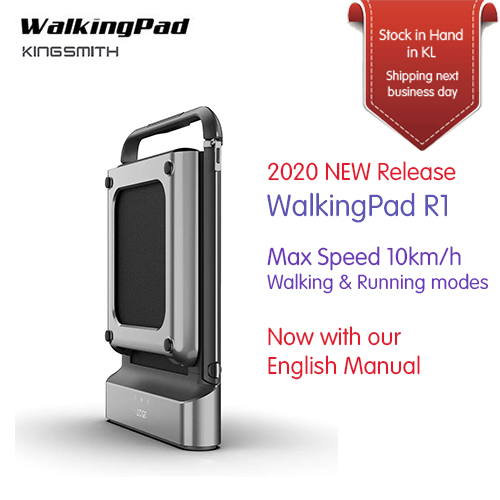 WalkingPad
KINGSMITH
Stock in Hand
in KL
Shipping next
business day
2020 NEW Release
WalkingPad R1
Max Speed 10km/h
Walking & Running modes
Now with our
English Manual